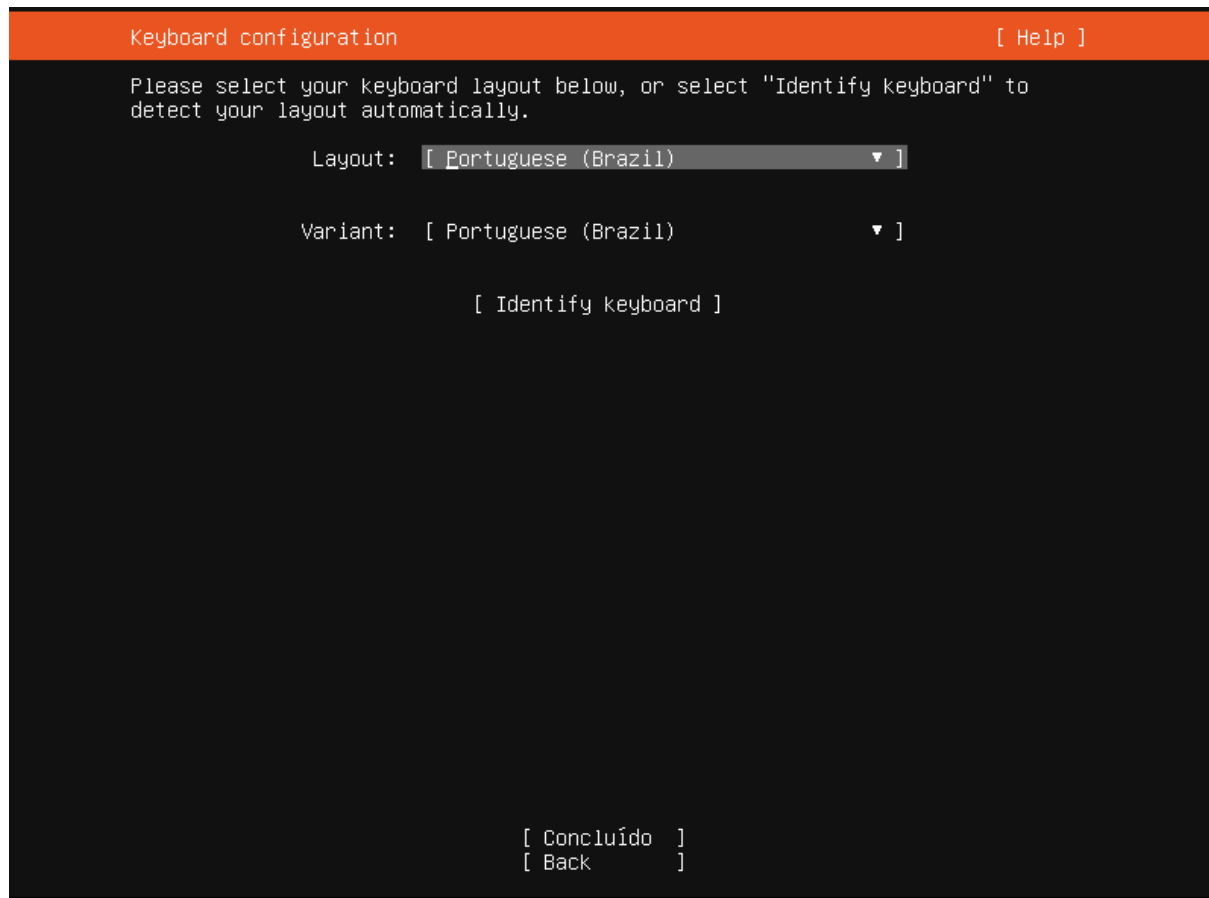 Keyboard configuration [ Help ]
Please select your keyboard layout below, or select "Identify keyboard" to
detect your layout automatically.
Layout: [ Portuguese (Brazil) ▾ ]
Variant: [ Portuguese (Brazil) ▾ ]
[ Identify keyboard ]
[ Concluído ]
[ Back ]